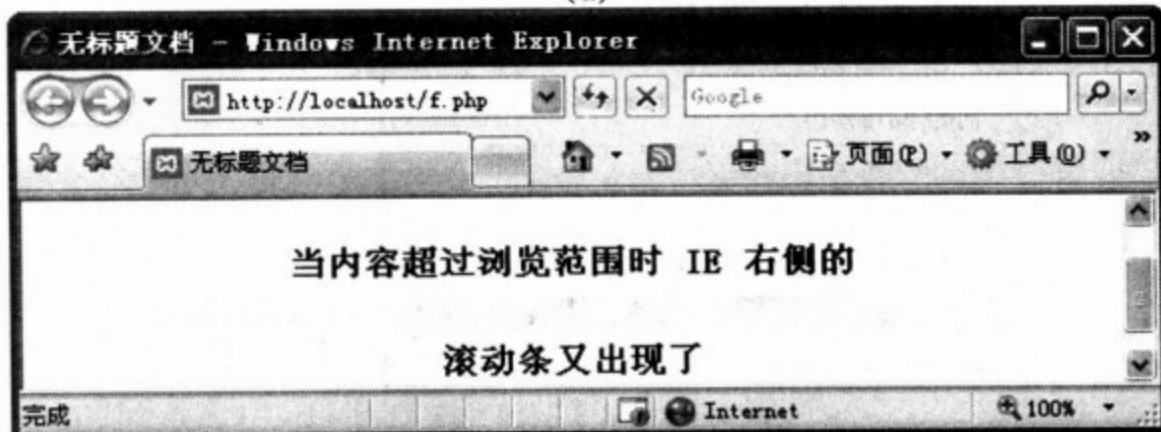 无标题文档 - Windows Internet Explorer
http://localhost/f.php
Google
无标题文档
页面(P)
工具(O)
»
当内容超过浏览范围时 IE 右侧的
滚动条又出现了
完成
Internet
100%